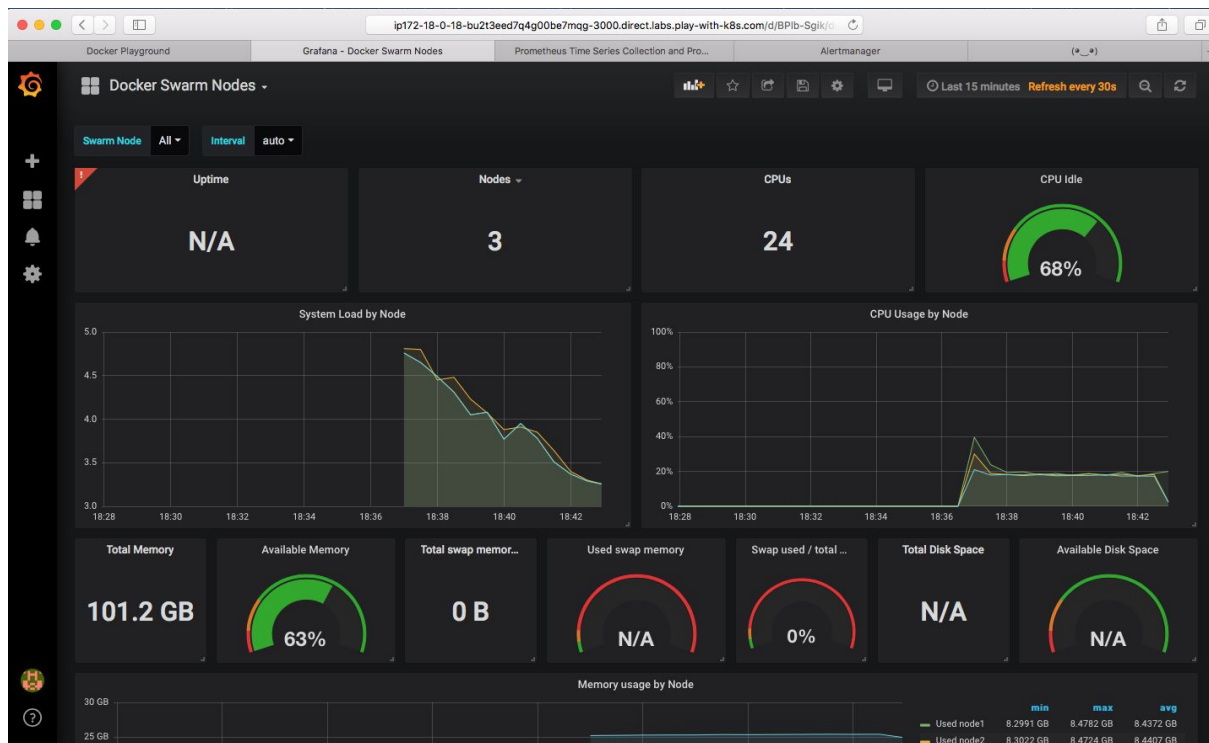 ip172-18-0-18-bu2t3eed7q4g00be7mqg-3000.direct.labs.play-with-k8s.com/d/BPlb-Sgik/
Docker Playground
Grafana - Docker Swarm Nodes
Prometheus Time Series Collection and Pro...
Alertmanager
Docker Swarm Nodes
Last 15 minutes Refresh every 30s
Swarm Node All
Interval auto
!
Uptime
N/A
Nodes
3
CPUs
24
CPU Idle
68%
System Load by Node
5.0
4.5
4.0
3.5
3.0
18:28 18:30 18:32 18:34 18:36 18:38 18:40 18:42
CPU Usage by Node
100%
80%
60%
40%
20%
0%
18:28 18:30 18:32 18:34 18:36 18:38 18:40 18:42
Total Memory
101.2 GB
Available Memory
63%
Total swap memor...
0 B
Used swap memory
N/A
Swap used / total ...
0%
Total Disk Space
N/A
Available Disk Space
N/A
Memory usage by Node
30 GB
25 GB
min max avg
Used node1 8.2991 GB 8.4782 GB 8.4372 GB
Used node2 8.3022 GB 8.4724 GB 8.4407 GB
?